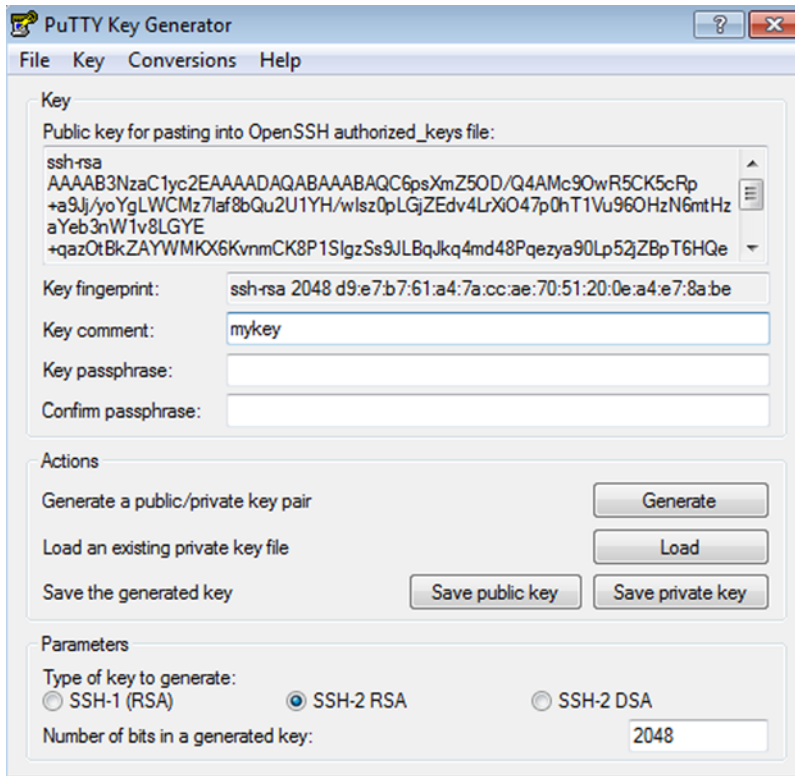 PuTTY Key Generator
File Key Conversions Help
Key
Public key for pasting into OpenSSH authorized_keys file:
ssh-rsa
AAAAB3NzaC1yc2EAAAADAQABAAABAQC6psXmZ5OD/Q4AMc9OwR5CK5cRp
+a9Jj/yoYgLWCMz7laf8bQu2U1YH/wIsz0pLGjZEdv4LrXiO47p0hT1Vu96OHzN6mtHz
aYeb3nW1v8LGYE
+qazOtBkZAYWMKX6KvnmCK8P1SIgzSs9JLBqJkq4md48Pqezya90Lp52jZBpT6HQe
Key fingerprint: ssh-rsa 2048 d9:e7:b7:61:a4:7a:cc:ae:70:51:20:0e:a4:e7:8a:be
Key comment: mykey
Key passphrase:
Confirm passphrase:
Actions
Generate a public/private key pair Generate
Load an existing private key file Load
Save the generated key Save public key Save private key
Parameters
Type of key to generate:
SSH-1 (RSA) SSH-2 RSA SSH-2 DSA
Number of bits in a generated key: 2048